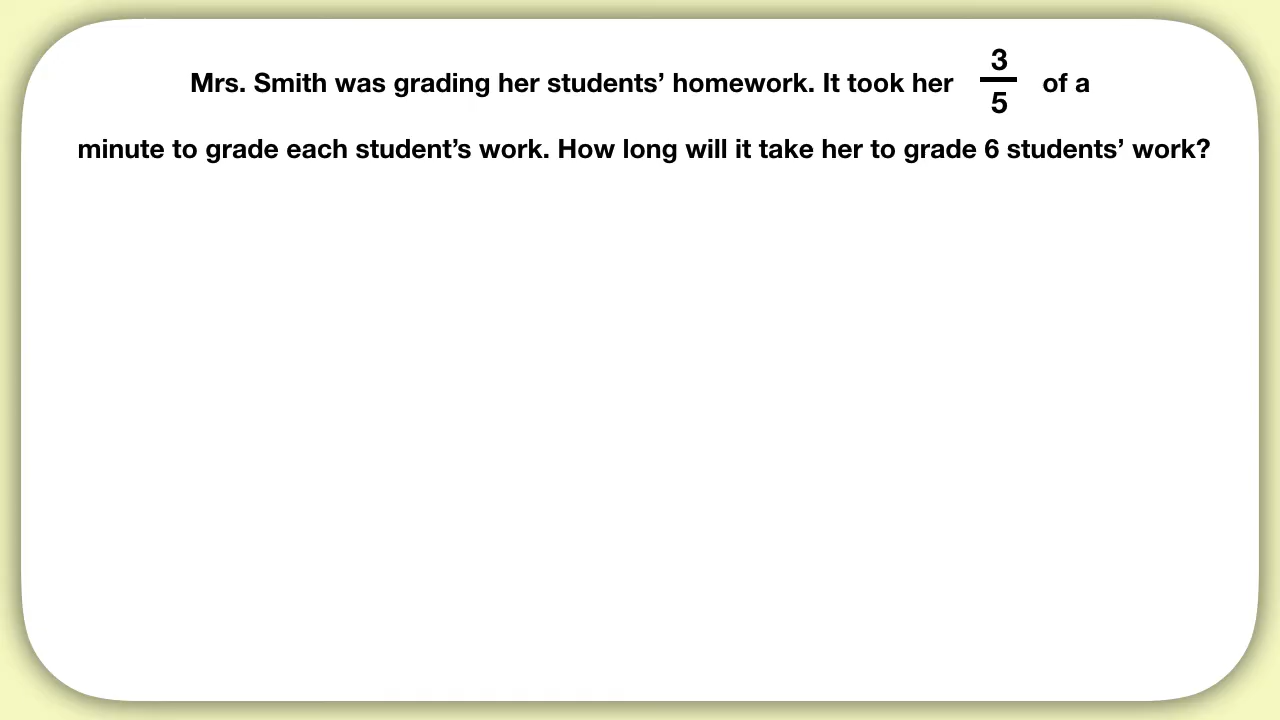 Mrs. Smith was grading her students’ homework. It took her 3/5 of a
minute to grade each student’s work. How long will it take her to grade 6 students’ work?